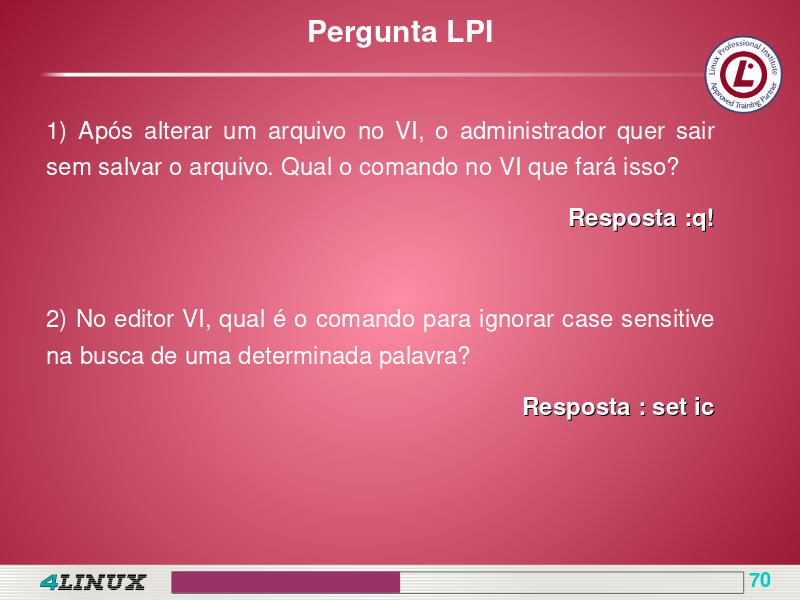 Pergunta LPI
Linux Professional Institute
Approved Training Partner
1) Após alterar um arquivo no VI, o administrador quer sair
sem salvar o arquivo. Qual o comando no VI que fará isso?
Resposta :q!
2) No editor VI, qual é o comando para ignorar case sensitive
na busca de uma determinada palavra?
Resposta : set ic
4LINUX
70